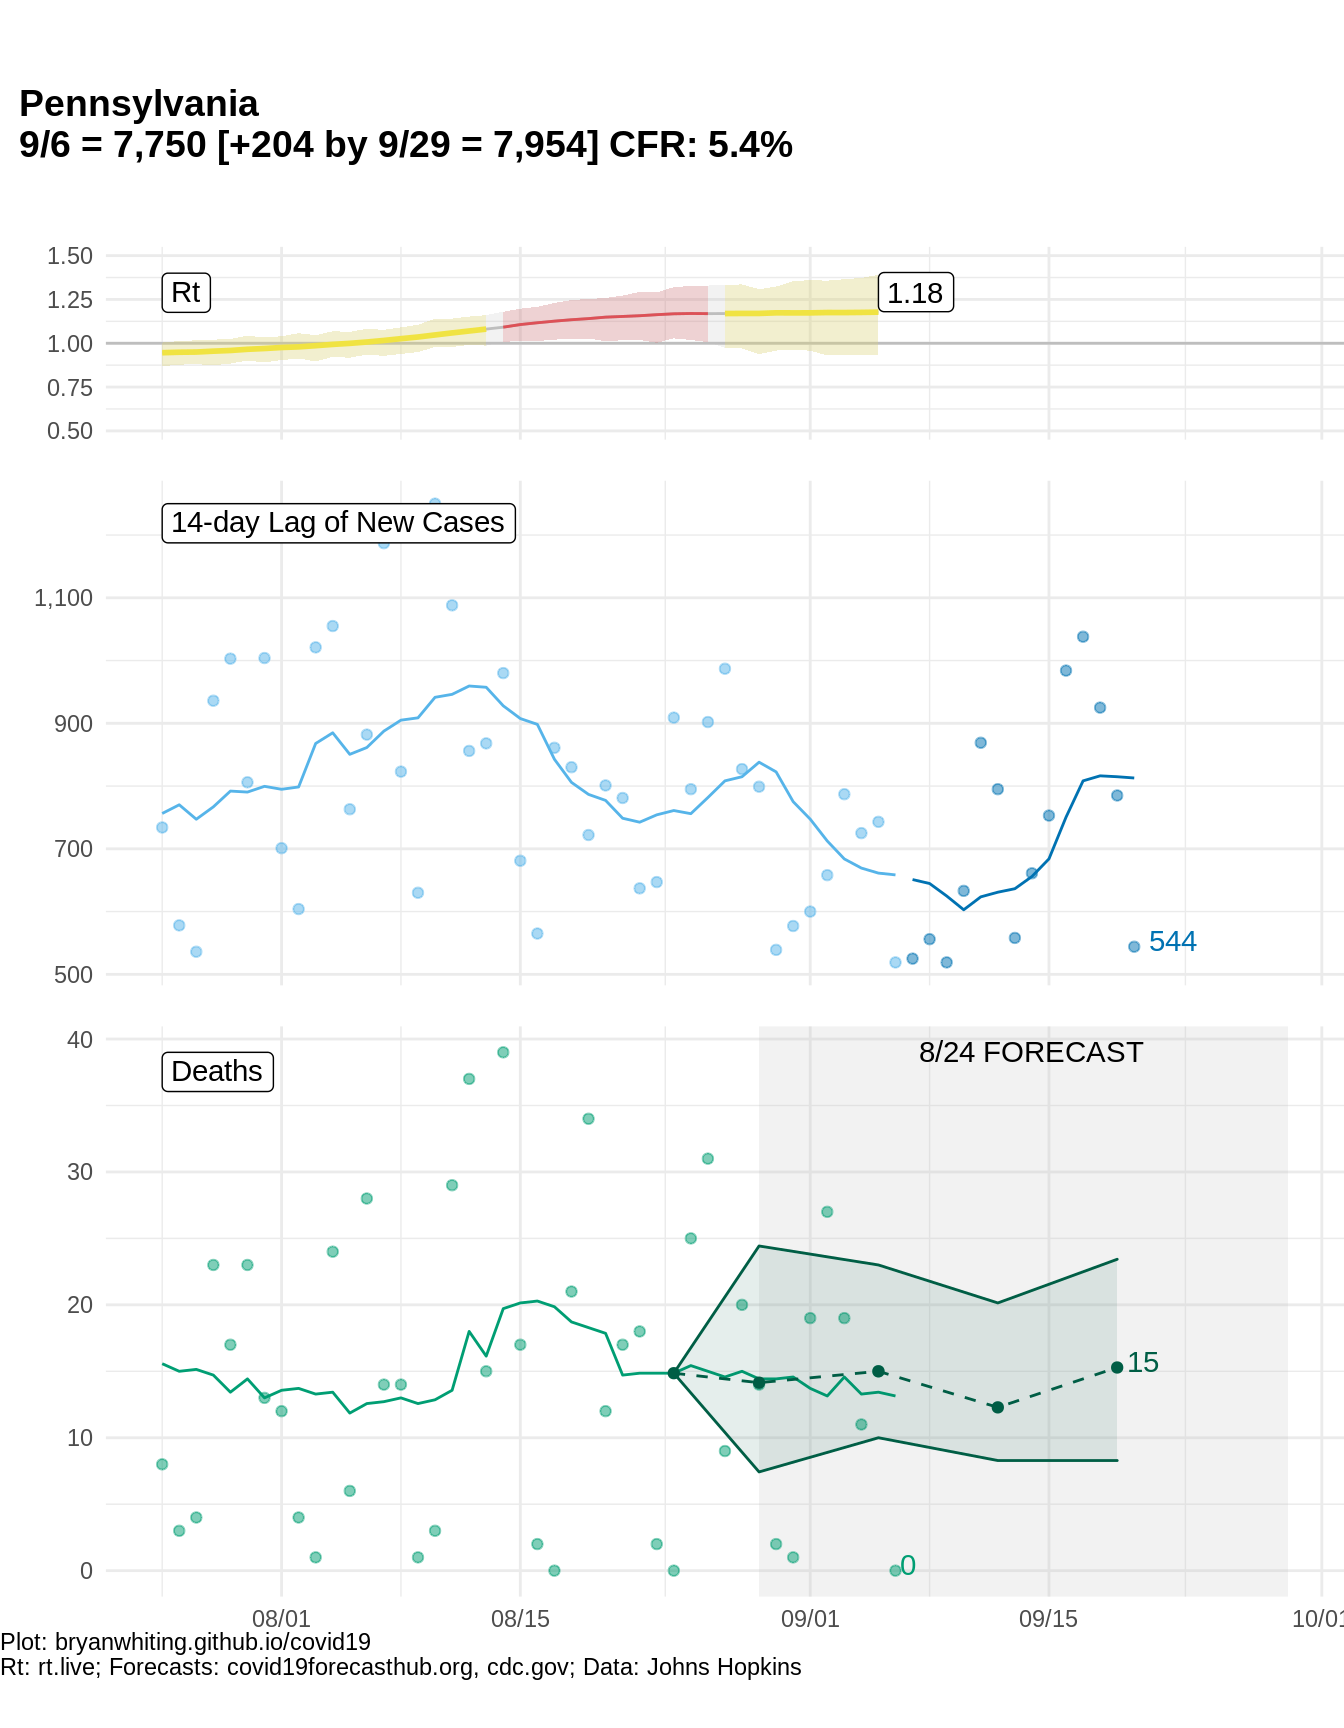 Pennsylvania
9/6 = 7,750 [+204 by 9/29 = 7,954] CFR: 5.4%
1.50
Rt
1.18
1.25
1.00
0.75
0.50
14-day Lag of New Cases
1,100
900
700
544
500
40
8/24 FORECAST
Deaths
30
20
15
10
0
0
08/01
08/15
09/01
09/15
10/01
Plot: bryanwhiting.github.io/covid19
Rt: rt.live; Forecasts: covid19forecasthub.org, cdc.gov; Data: Johns Hopkins